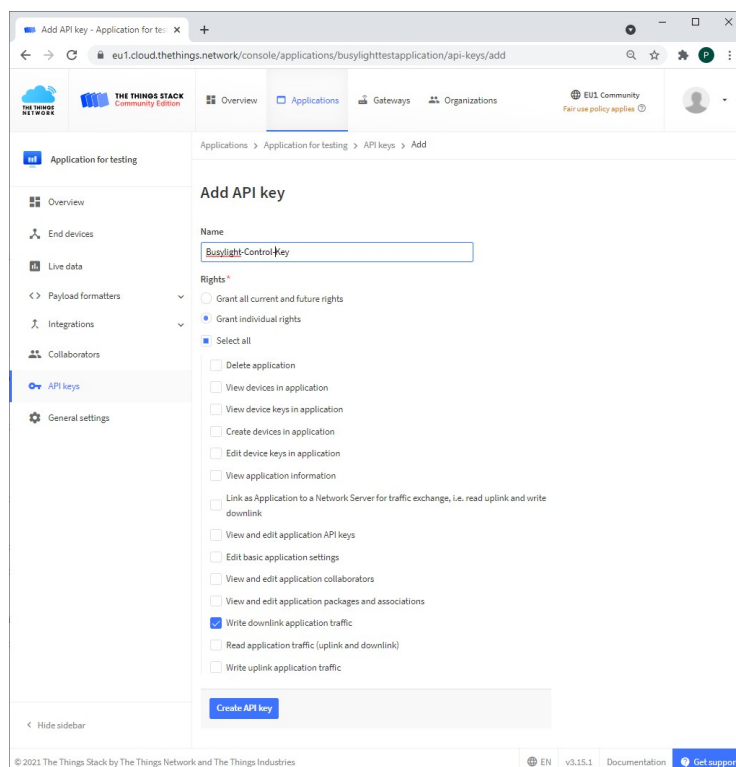 Add API key - Application for tes
eu1.cloud.thethings.network/console/applications/busylighttestapplication/api-keys/add
P
THE THINGS
NETWORK
THE THINGS STACK
Community Edition
Overview
Applications
Gateways
Organizations
EU1 Community
Fair use policy applies
Application for testing
Applications > Application for testing > API keys > Add
Overview
End devices
Live data
Payload formatters
Integrations
Collaborators
API keys
General settings
Add API key
Name
Busylight-Control-Key
Rights*
Grant all current and future rights
Grant individual rights
Select all
Delete application
View devices in application
View device keys in application
Create devices in application
Edit device keys in application
View application information
Link as Application to a Network Server for traffic exchange, i.e. read uplink and write
downlink
View and edit application API keys
Edit basic application settings
View and edit application collaborators
View and edit application packages and associations
Write downlink application traffic
Read application traffic (uplink and downlink)
Write uplink application traffic
Create API key
< Hide sidebar
© 2021 The Things Stack by The Things Network and The Things Industries
EN v3.15.1 Documentation Get suppor